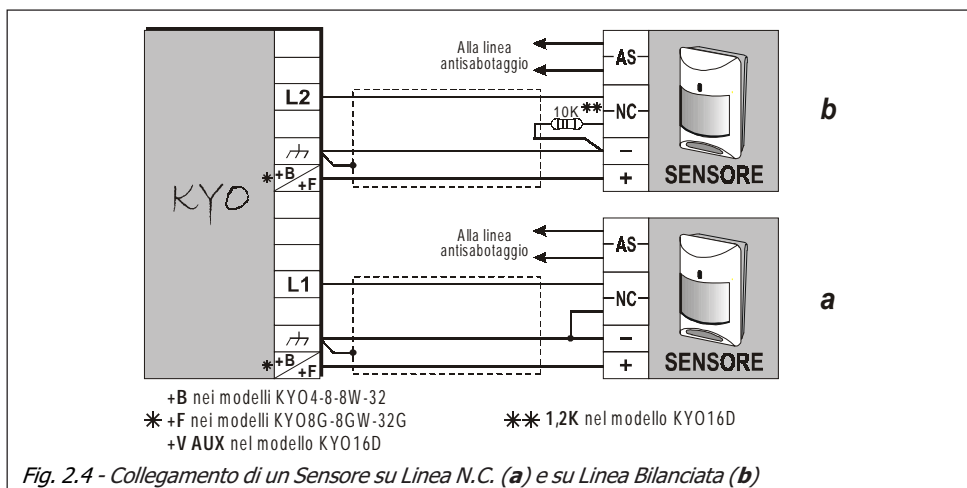 Alla linea
antisabotaggio
AS
L2
NC
10K **
−
* +B
+F
+
SENSORE
b
KYO
Alla linea
antisabotaggio
AS
L1
NC
−
* +B
+F
+
SENSORE
a
+B nei modelli KYO4-8-8W-32
* +F nei modelli KYO8G-8GW-32G
+V AUX nel modello KYO16D
** 1,2K nel modello KYO16D
Fig. 2.4 - Collegamento di un Sensore su Linea N.C. (a) e su Linea Bilanciata (b)